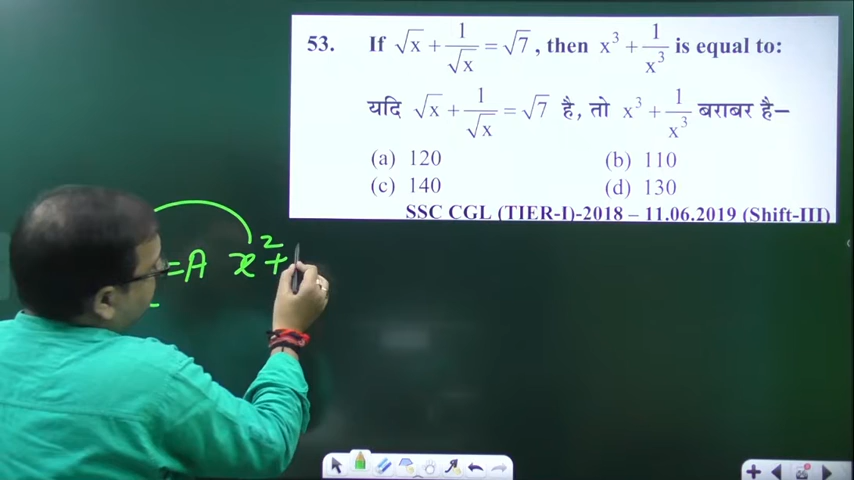 53. If √x + 1/√x = √7, then x³ + 1/x³ is equal to:
यदि √x + 1/√x = √7 है, तो x³ + 1/x³ बराबर है–
(a) 120 (b) 110
(c) 140 (d) 130
SSC CGL (TIER-I)-2018 – 11.06.2019 (Shift-III)
= A x² +